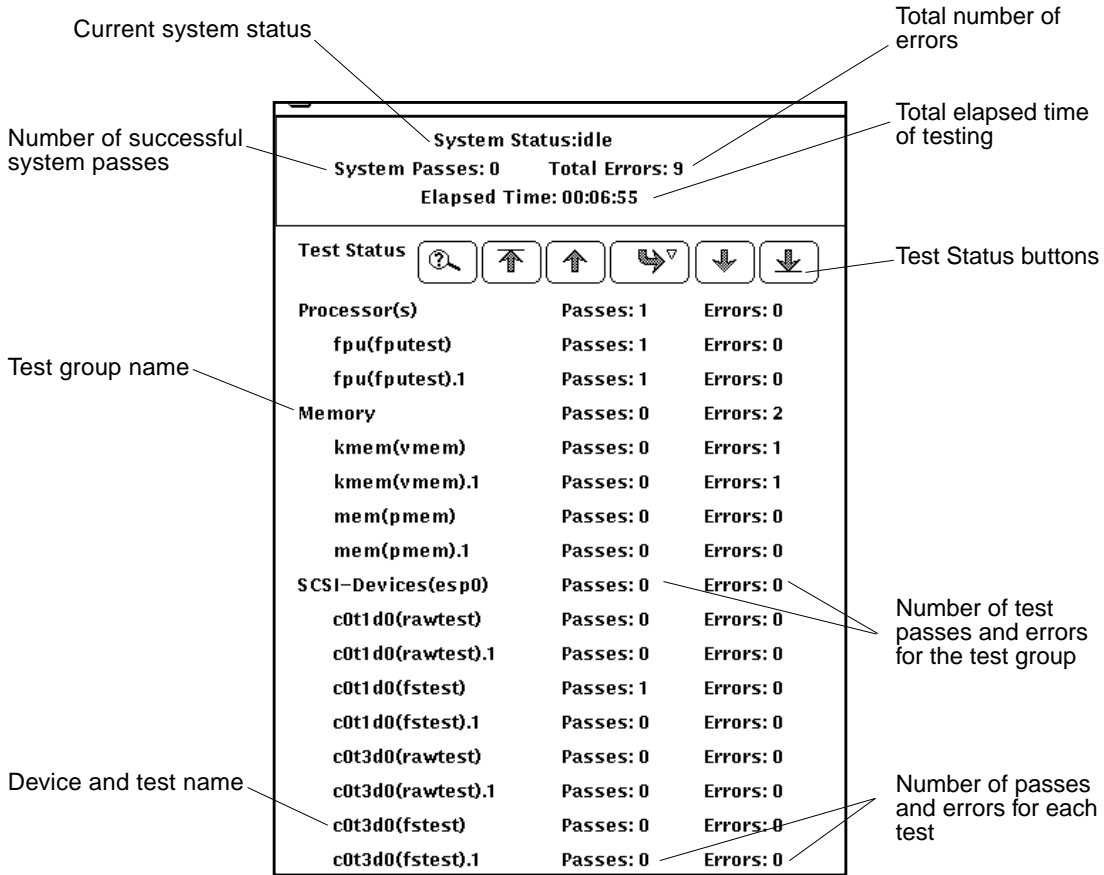 Current system status
Total number of
errors
Total elapsed time
of testing
Number of successful
system passes
System Status:idle
System Passes: 0 Total Errors: 9
Elapsed Time: 00:06:55
Test Status
Test Status buttons
Processor(s) Passes: 1 Errors: 0
fpu(fputest) Passes: 1 Errors: 0
fpu(fputest).1 Passes: 1 Errors: 0
Test group name
Memory Passes: 0 Errors: 2
kmem(vmem) Passes: 0 Errors: 1
kmem(vmem).1 Passes: 0 Errors: 1
mem(pmem) Passes: 0 Errors: 0
mem(pmem).1 Passes: 0 Errors: 0
SCSI-Devices(esp0) Passes: 0 Errors: 0
c0t1d0(rawtest) Passes: 0 Errors: 0
c0t1d0(rawtest).1 Passes: 0 Errors: 0
c0t1d0(fstest) Passes: 1 Errors: 0
c0t1d0(fstest).1 Passes: 0 Errors: 0
c0t3d0(rawtest) Passes: 0 Errors: 0
c0t3d0(rawtest).1 Passes: 0 Errors: 0
c0t3d0(fstest) Passes: 0 Errors: 0
c0t3d0(fstest).1 Passes: 0 Errors: 0
Number of test
passes and errors
for the test group
Device and test name
Number of passes
and errors for each
test